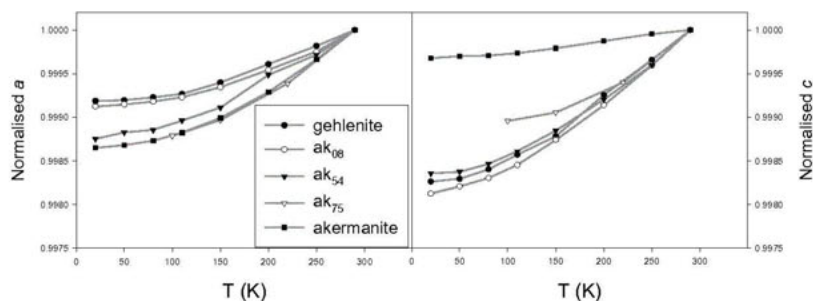 Normalised a
1.0000
0.9995
0.9990
0.9985
0.9980
0.9975
0 50 100 150 200 250 300
T (K)
gehlenite
ak08
ak54
ak75
akermanite
0 50 100 150 200 250 300
T (K)
1.0000
0.9995
0.9990
0.9985
0.9980
0.9975
Normalised c